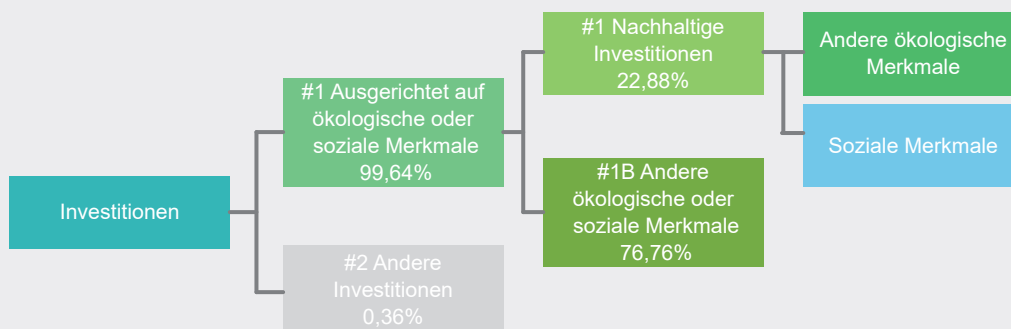 Investitionen
#1 Ausgerichtet auf
ökologische oder
soziale Merkmale
99,64%
#2 Andere
Investitionen
0,36%
#1 Nachhaltige
Investitionen
22,88%
#1B Andere
ökologische oder
soziale Merkmale
76,76%
Andere ökologische
Merkmale
Soziale Merkmale